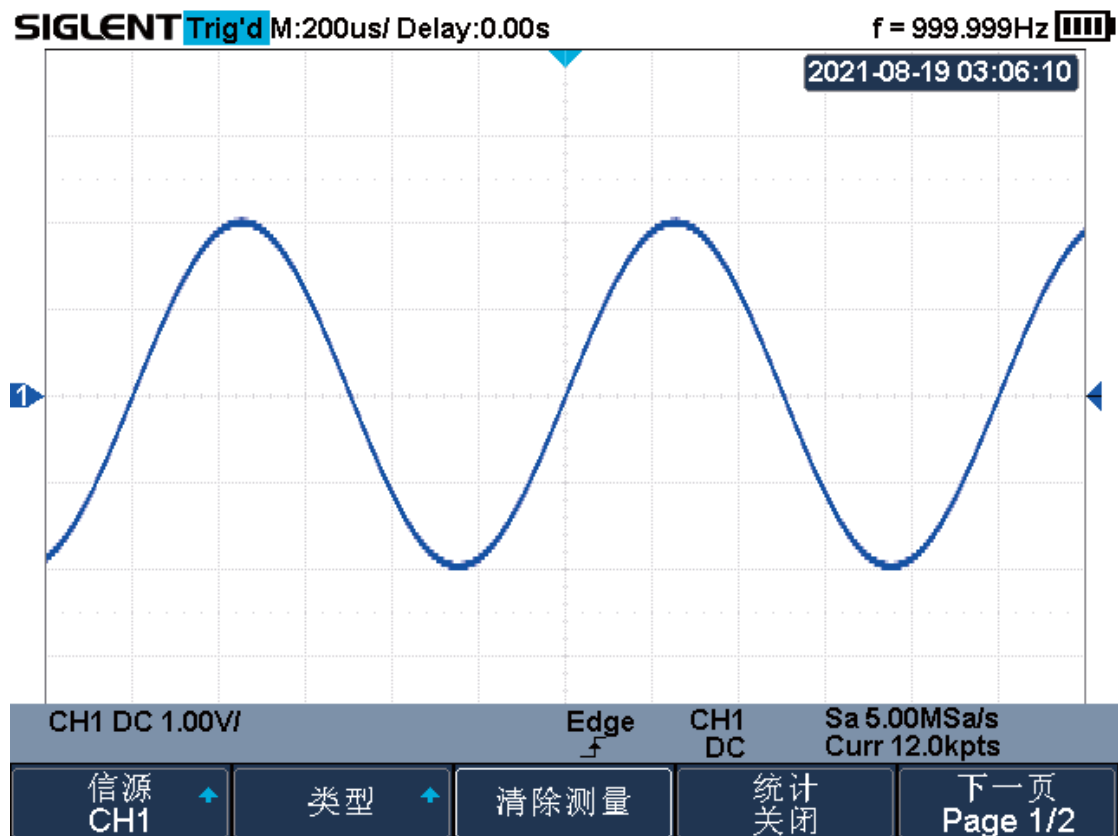 SIGLENT Trig'd M:200us/ Delay:0.00s f = 999.999Hz
2021-08-19 03:06:10
1
CH1 DC 1.00V/ Edge CH1 Sa 5.00MSa/s
DC Curr 12.0kpts
信源 类型 清除测量 统计 下一页
CH1 关闭 Page 1/2